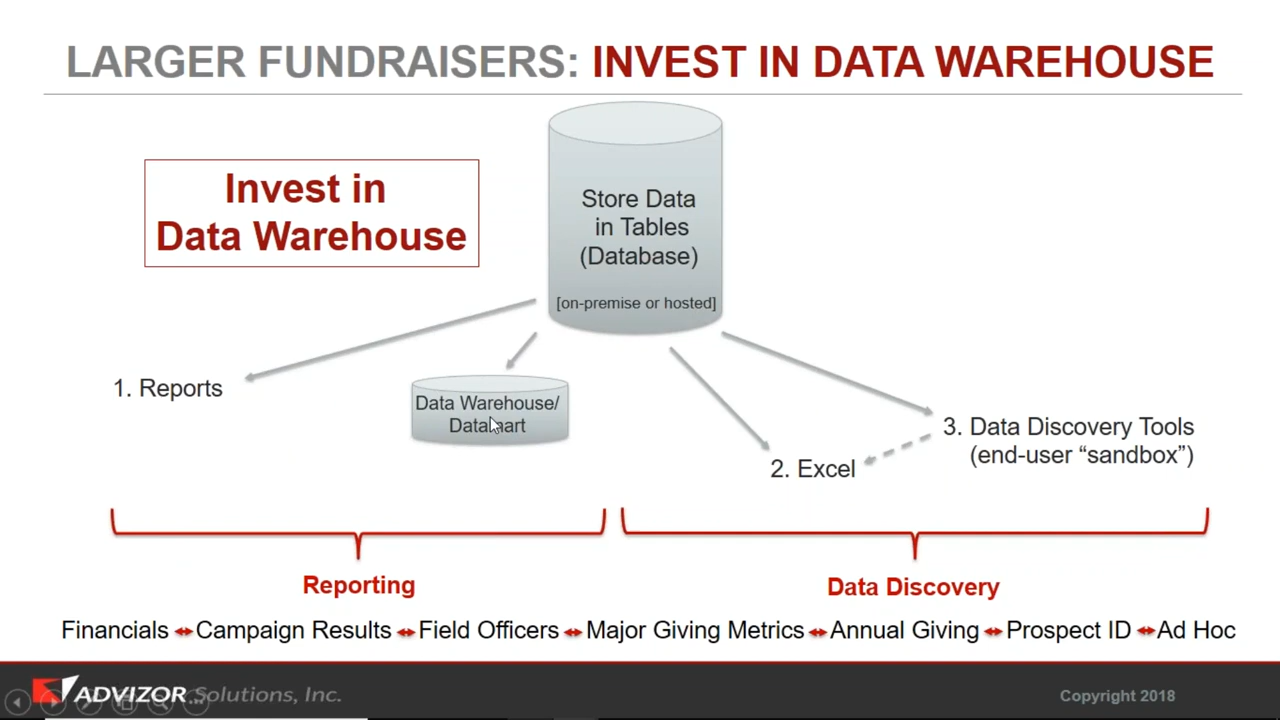 LARGER FUNDRAISERS: INVEST IN DATA WAREHOUSE
Invest in
Data Warehouse
Store Data
in Tables
(Database)
[on-premise or hosted]
1. Reports
Data Warehouse/
Datamart
2. Excel
3. Data Discovery Tools
(end-user “sandbox”)
Reporting
Data Discovery
Financials Campaign Results Field Officers Major Giving Metrics Annual Giving Prospect ID Ad Hoc
ADVIZOR Solutions, Inc.
Copyright 2018